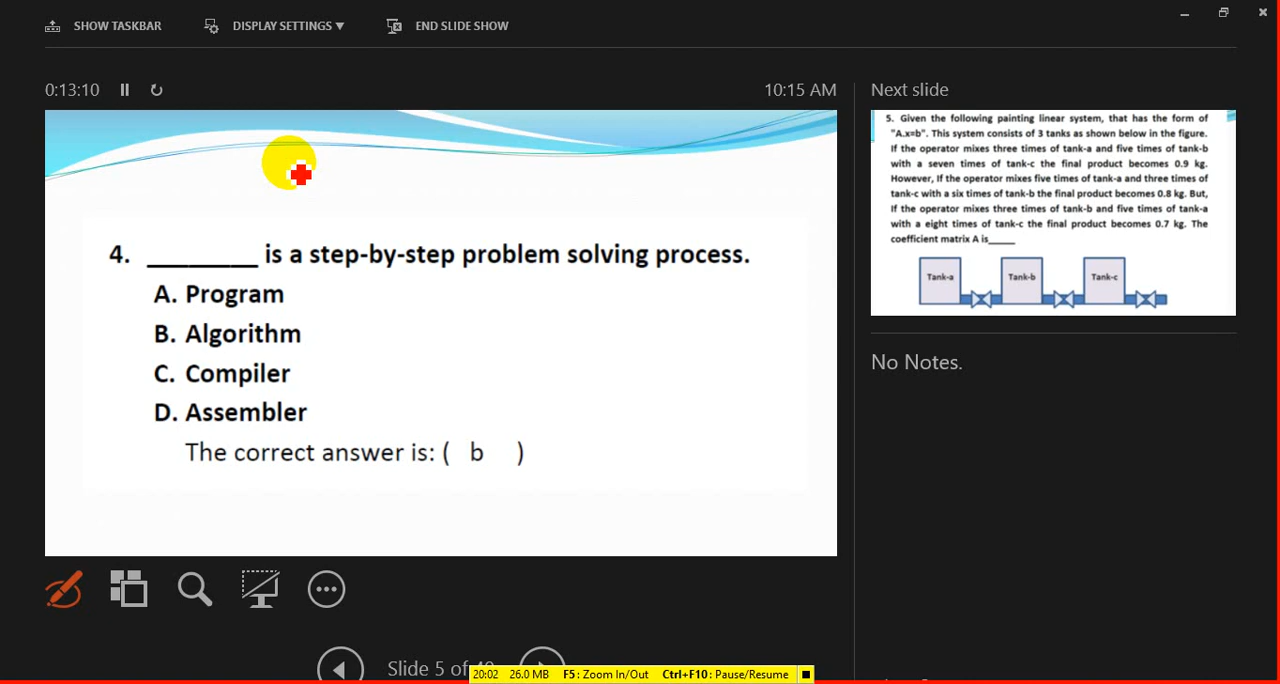 SHOW TASKBAR DISPLAY SETTINGS ▼ END SLIDE SHOW
0:13:10 10:15 AM Next slide
4. ________ is a step-by-step problem solving process.
A. Program
B. Algorithm
C. Compiler
D. Assembler
The correct answer is: ( b )
5. Given the following painting linear system, that has the form of
"A.x=b". This system consists of 3 tanks as shown below in the figure.
If the operator mixes three times of tank-a and five times of tank-b
with a seven times of tank-c the final product becomes 0.9 kg.
However, If the operator mixes five times of tank-a and three times of
tank-c with a six times of tank-b the final product becomes 0.8 kg. But,
If the operator mixes three times of tank-b and five times of tank-a
with a eight times of tank-c the final product becomes 0.7 kg. The
coefficient matrix A is_____
Tank-a Tank-b Tank-c
No Notes.
Slide 5 of
20:02 26.0 MB F5: Zoom In/Out Ctrl+F10: Pause/Resume